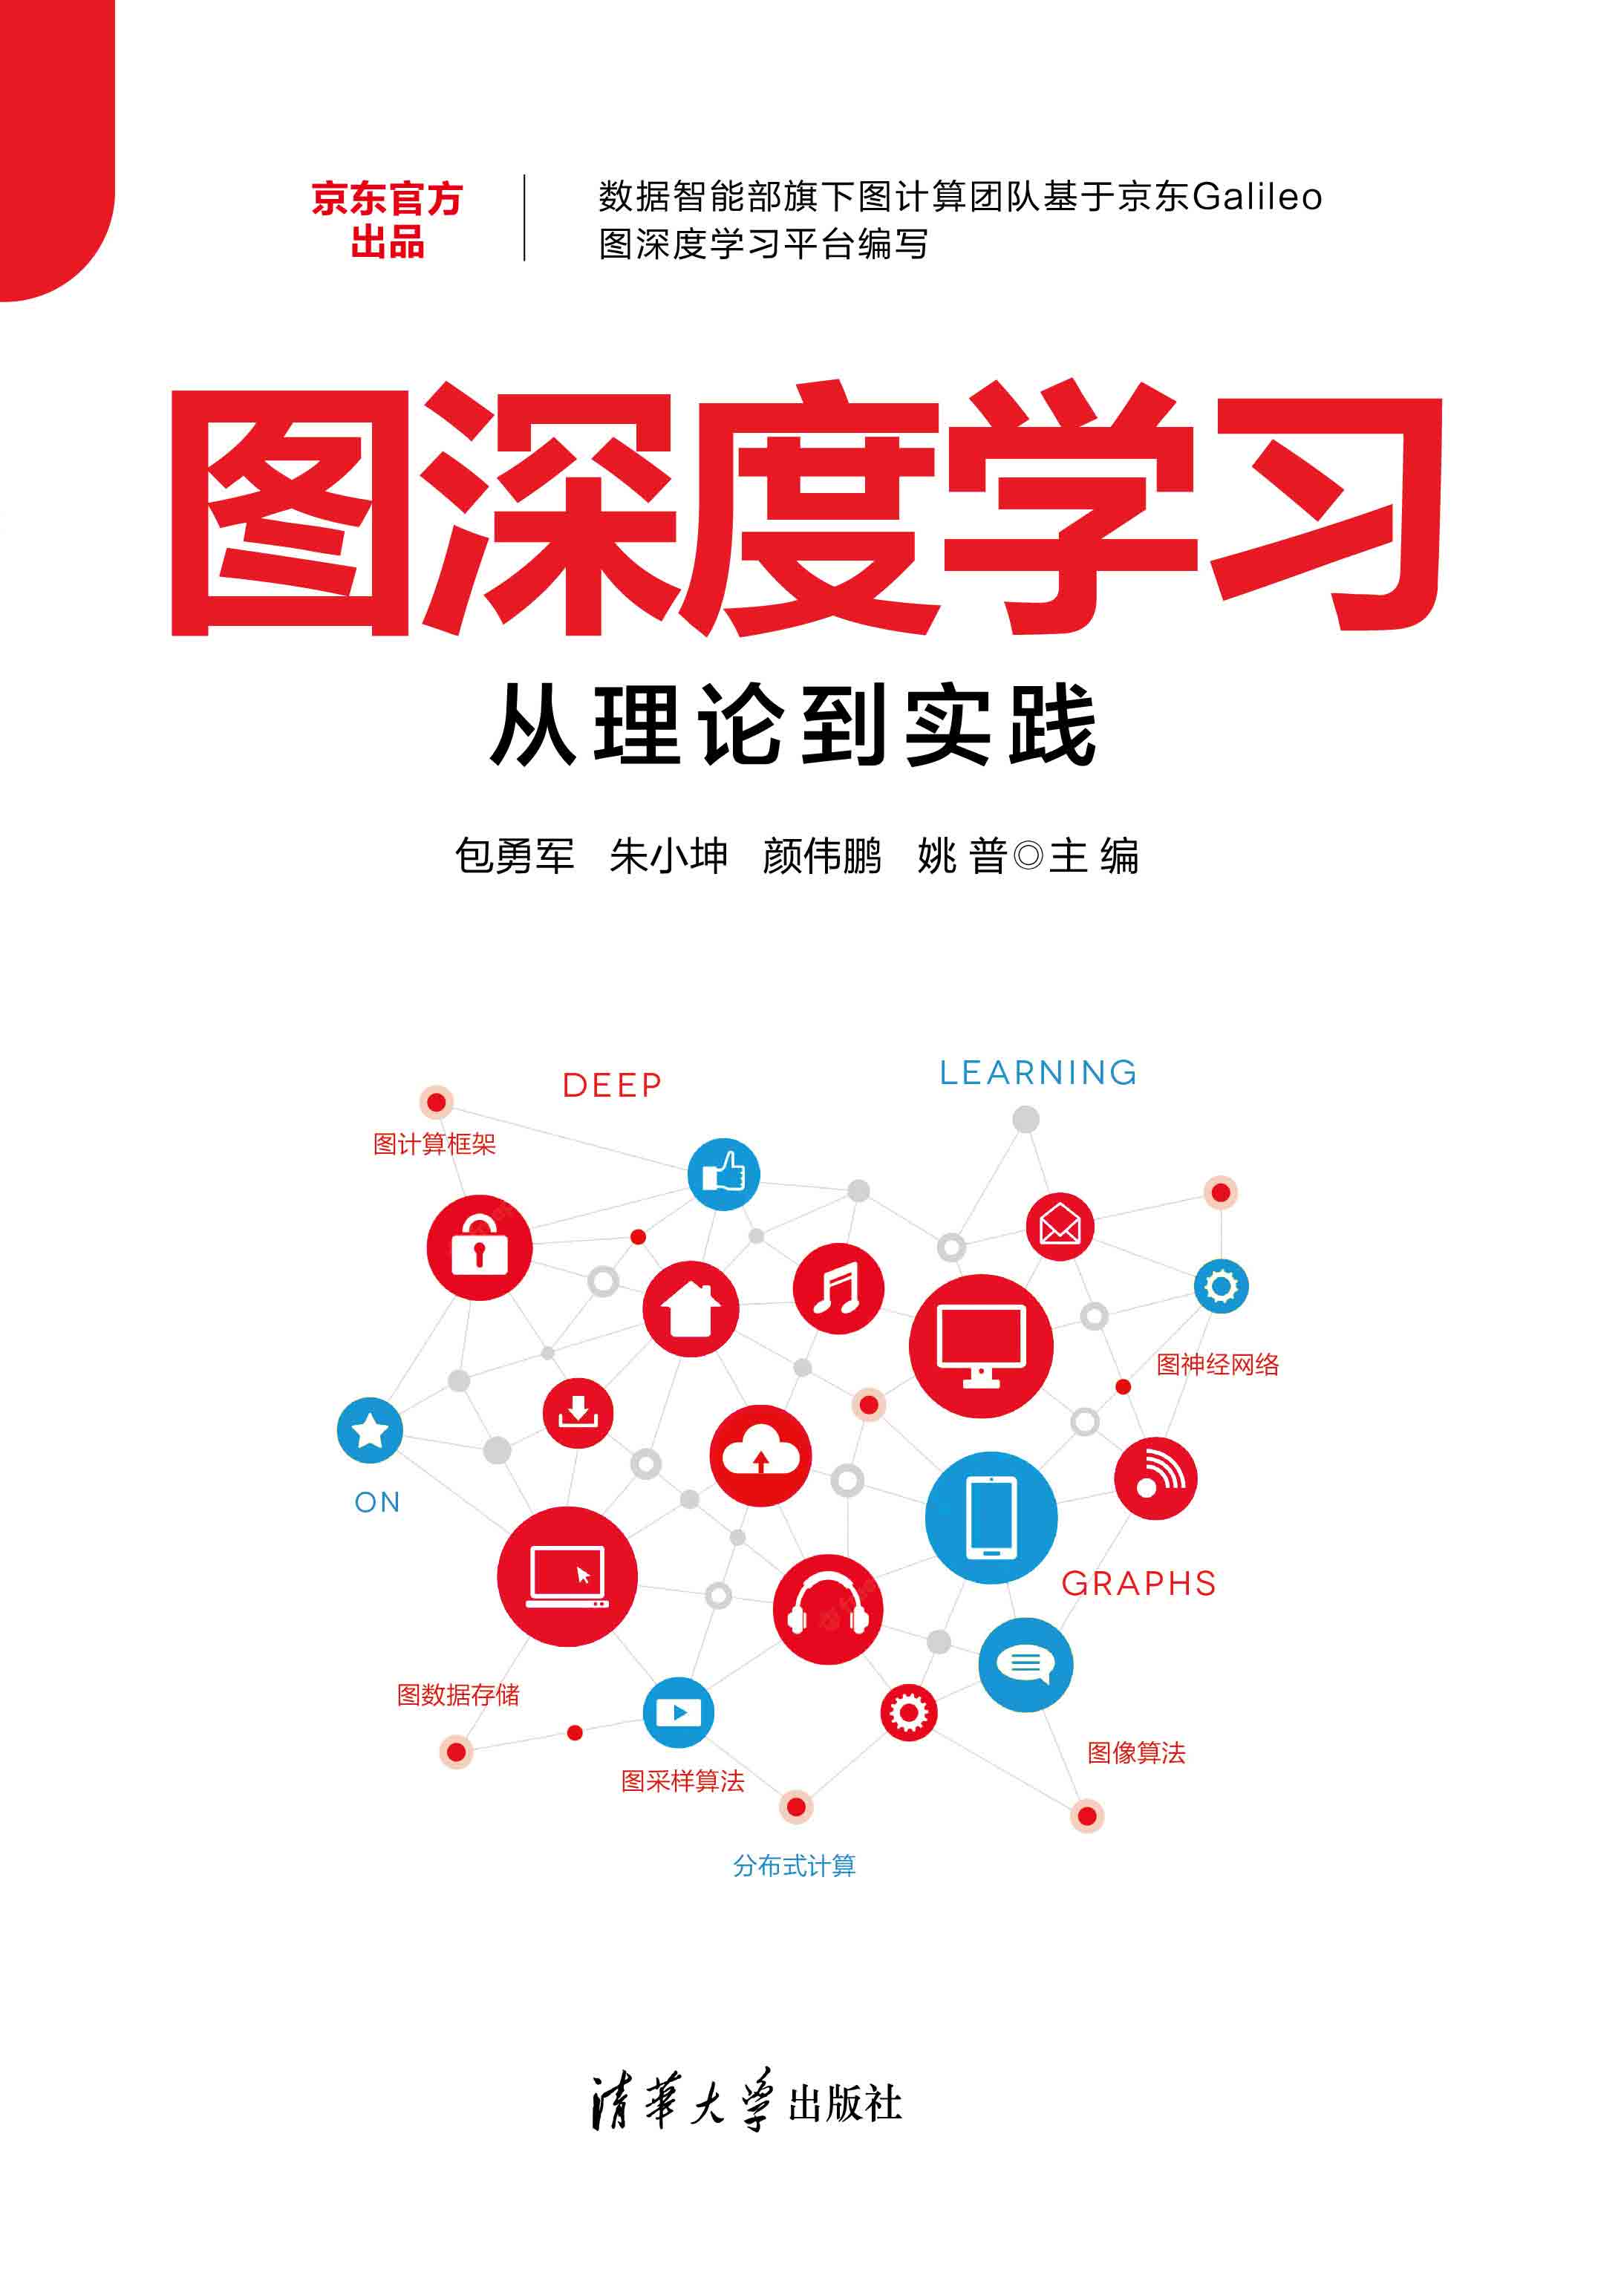 京东官方
出品
数据智能部旗下图计算团队基于京东Galileo
图深度学习平台编写
图深度学习
从理论到实践
包勇军 朱小坤 颜伟鹏 姚 普◎主 编
DEEP
LEARNING
图计算框架
图神经网络
ON
GRAPHS
图数据存储
图像算法
图采样算法
分布式计算
清華大学出版社